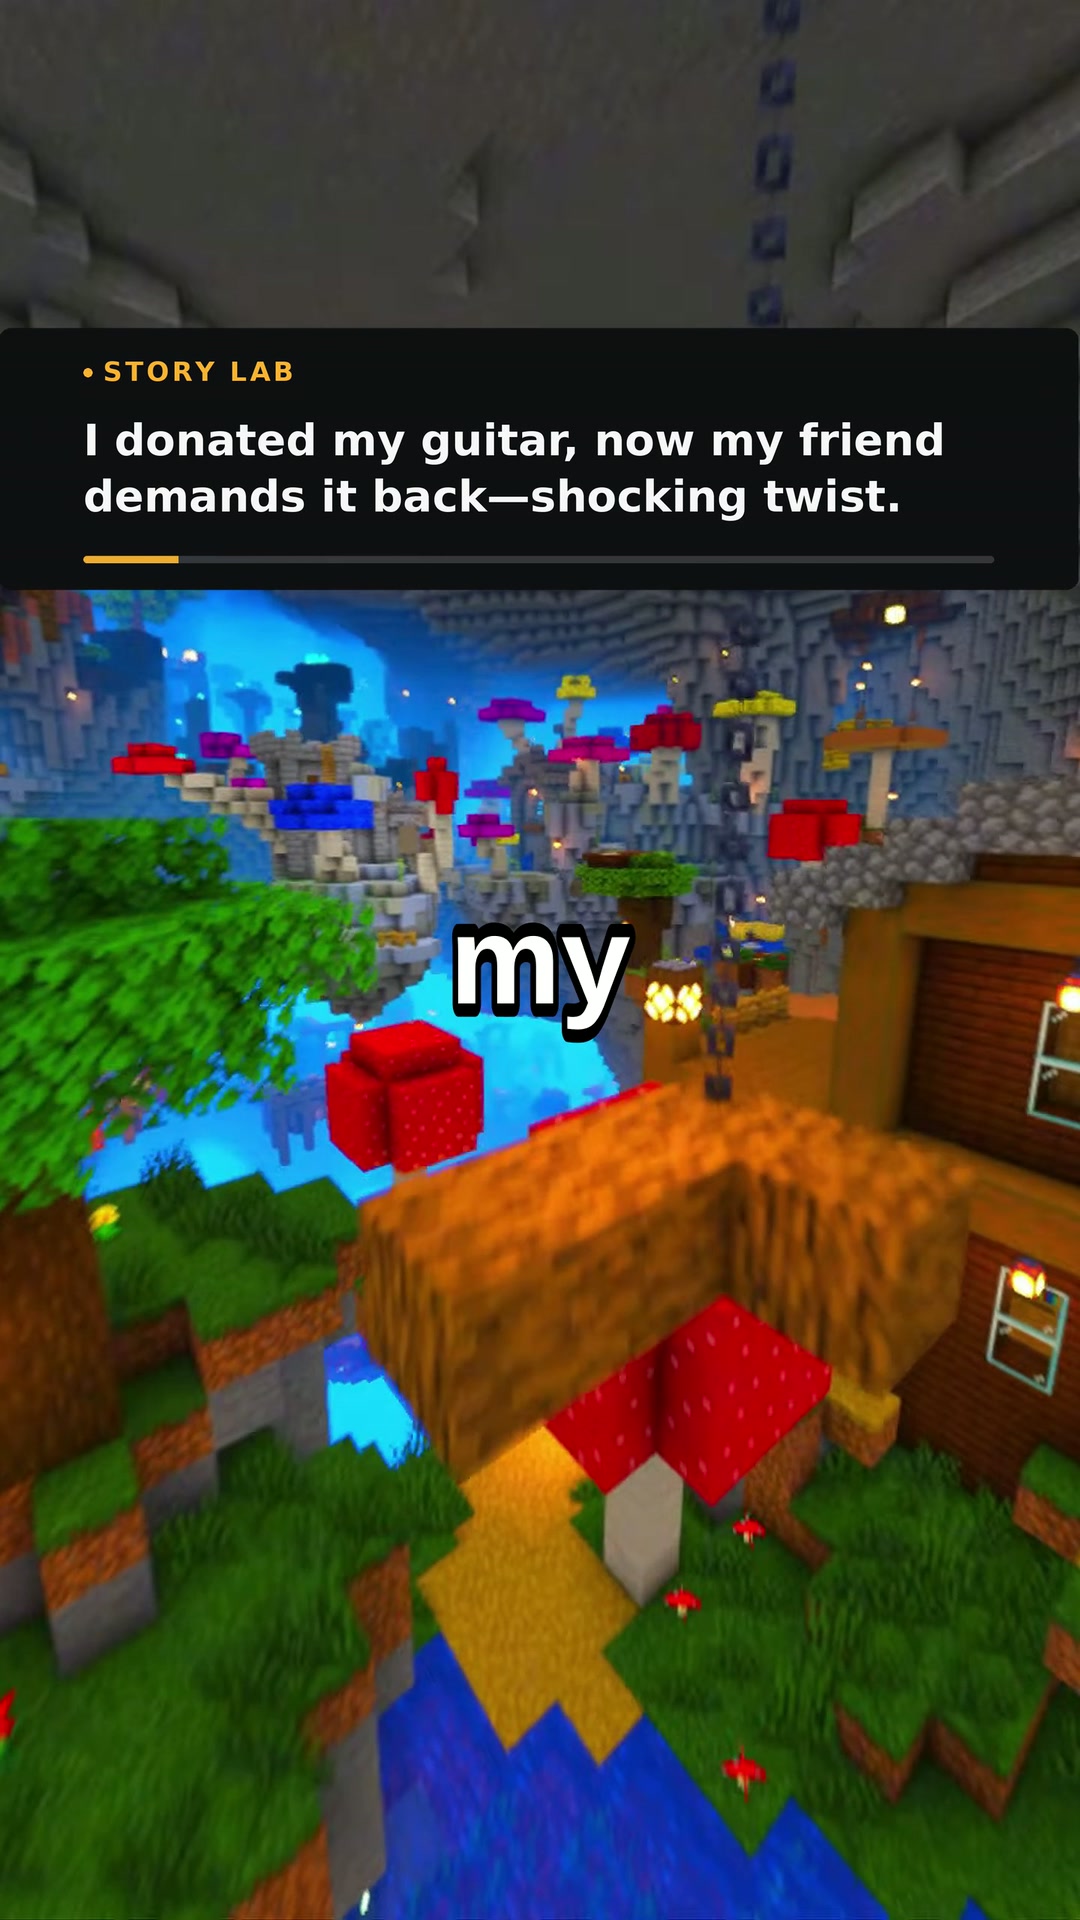 • STORY LAB
I donated my guitar, now my friend
demands it back—shocking twist.
my